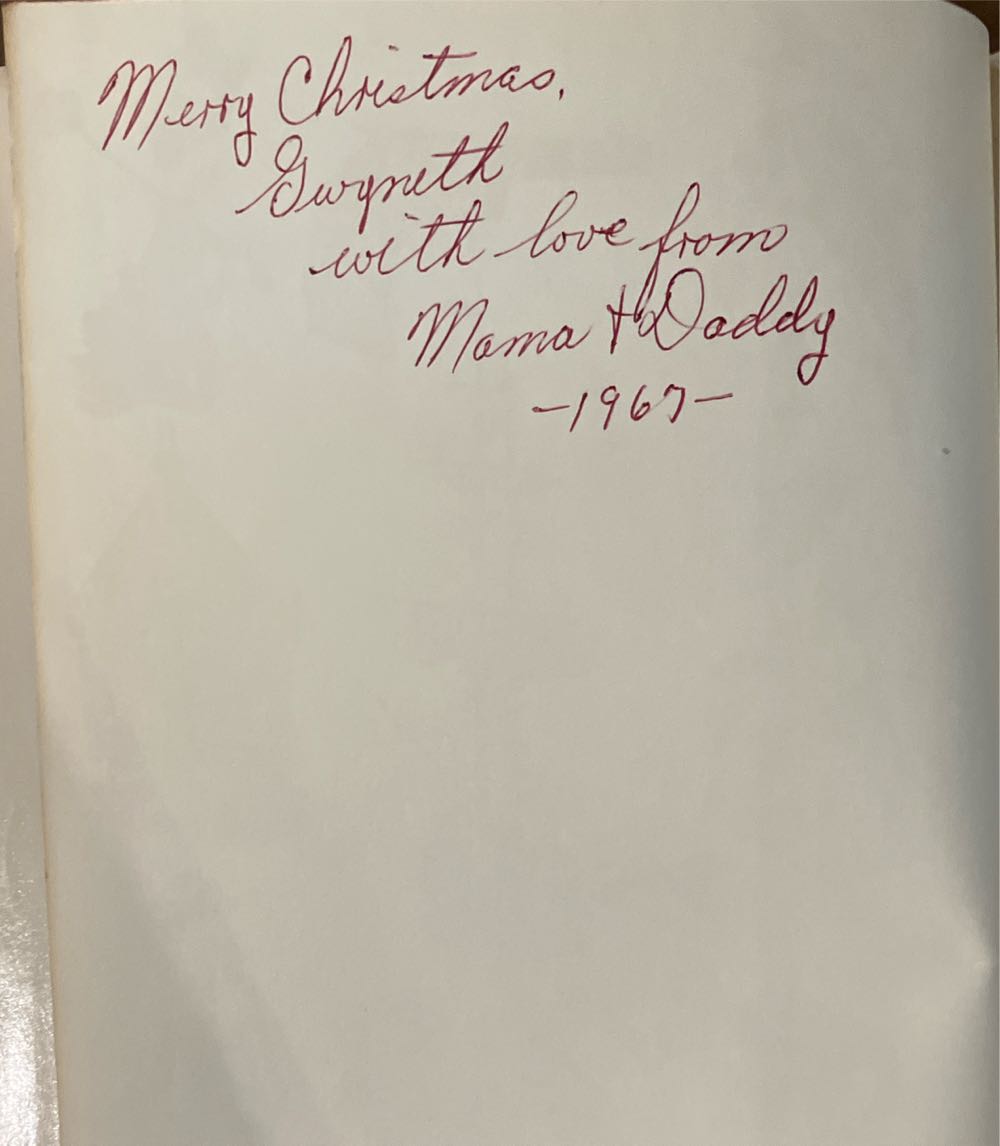 Merry Christmas,
Gwyneth
with love from
Mama & Daddy
-1967-